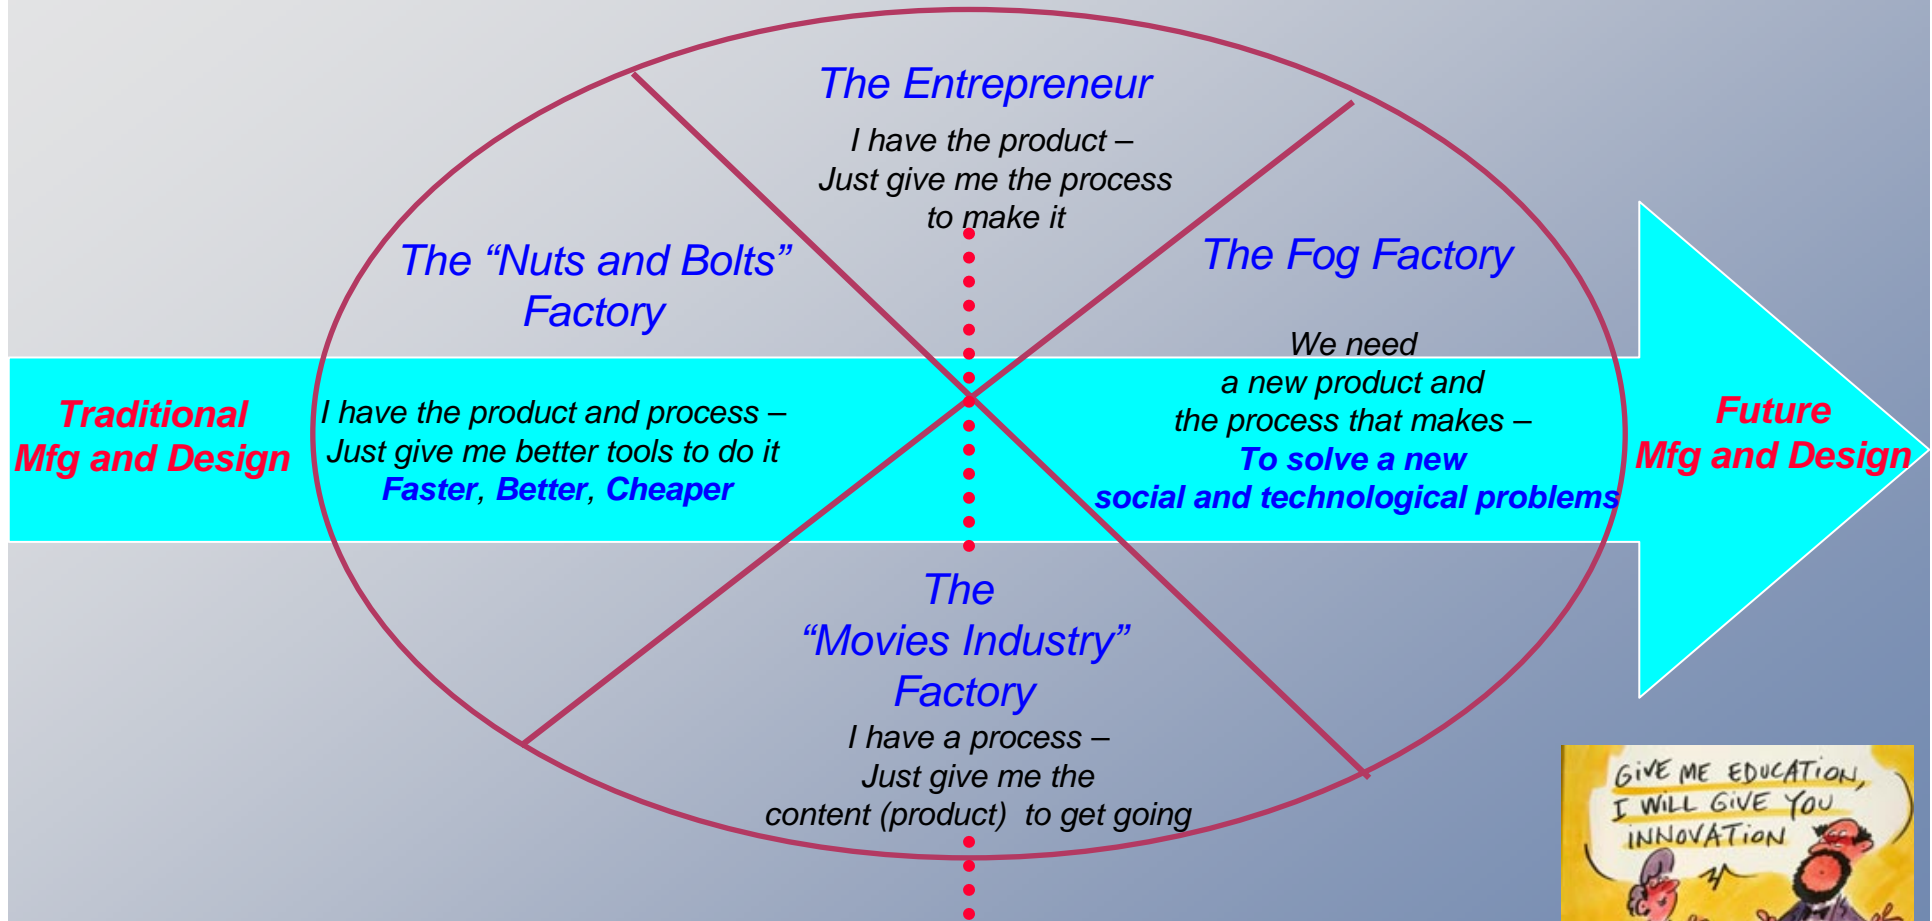 The Entrepreneur
I have the product –
Just give me the process
to make it
The “Nuts and Bolts”
Factory
The Fog Factory
We need
a new product and
the process that makes –
To solve a new
social and technological problems
Traditional
Mfg and Design
I have the product and process –
Just give me better tools to do it
Faster, Better, Cheaper
Future
Mfg and Design
The
“Movies Industry”
Factory
I have a process –
Just give me the
content (product) to get going
GIVE ME EDUCATION,
I WILL GIVE YOU
INNOVATION